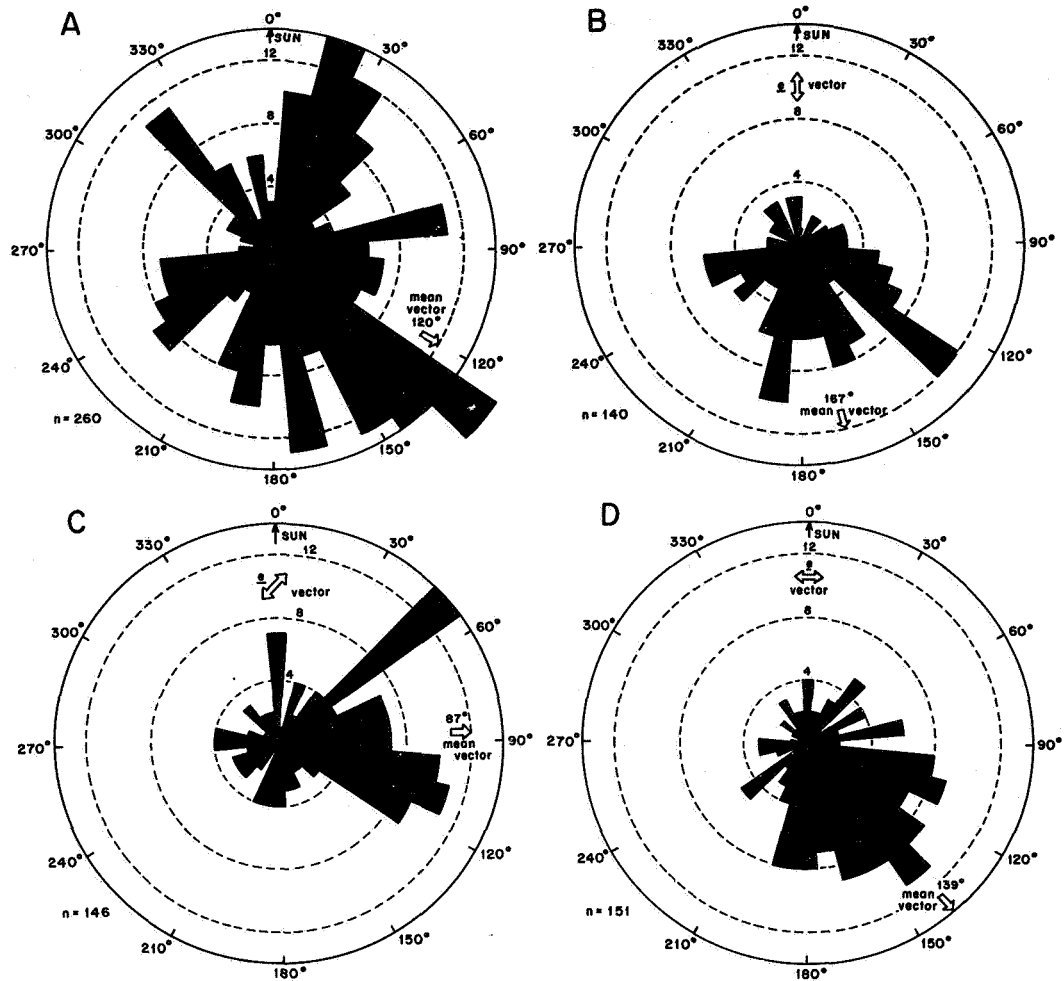 A
0°
SUN
12
30°
330°
8
60°
300°
4
270°
90°
mean
vector
120°
120°
240°
n = 260
150°
210°
180°
B
0°
SUN
12
30°
330°
e vector
8
60°
300°
4
270°
90°
120°
240°
167°
mean vector
n = 140
150°
210°
180°
C
0°
SUN
12
30°
330°
e
vector
8
60°
300°
4
87°
270°
90°
mean
vector
120°
240°
n = 146
150°
210°
180°
D
0°
SUN
12
30°
330°
e
vector
8
60°
300°
4
270°
90°
120°
240°
139°
mean
vector
n = 151
150°
210°
180°